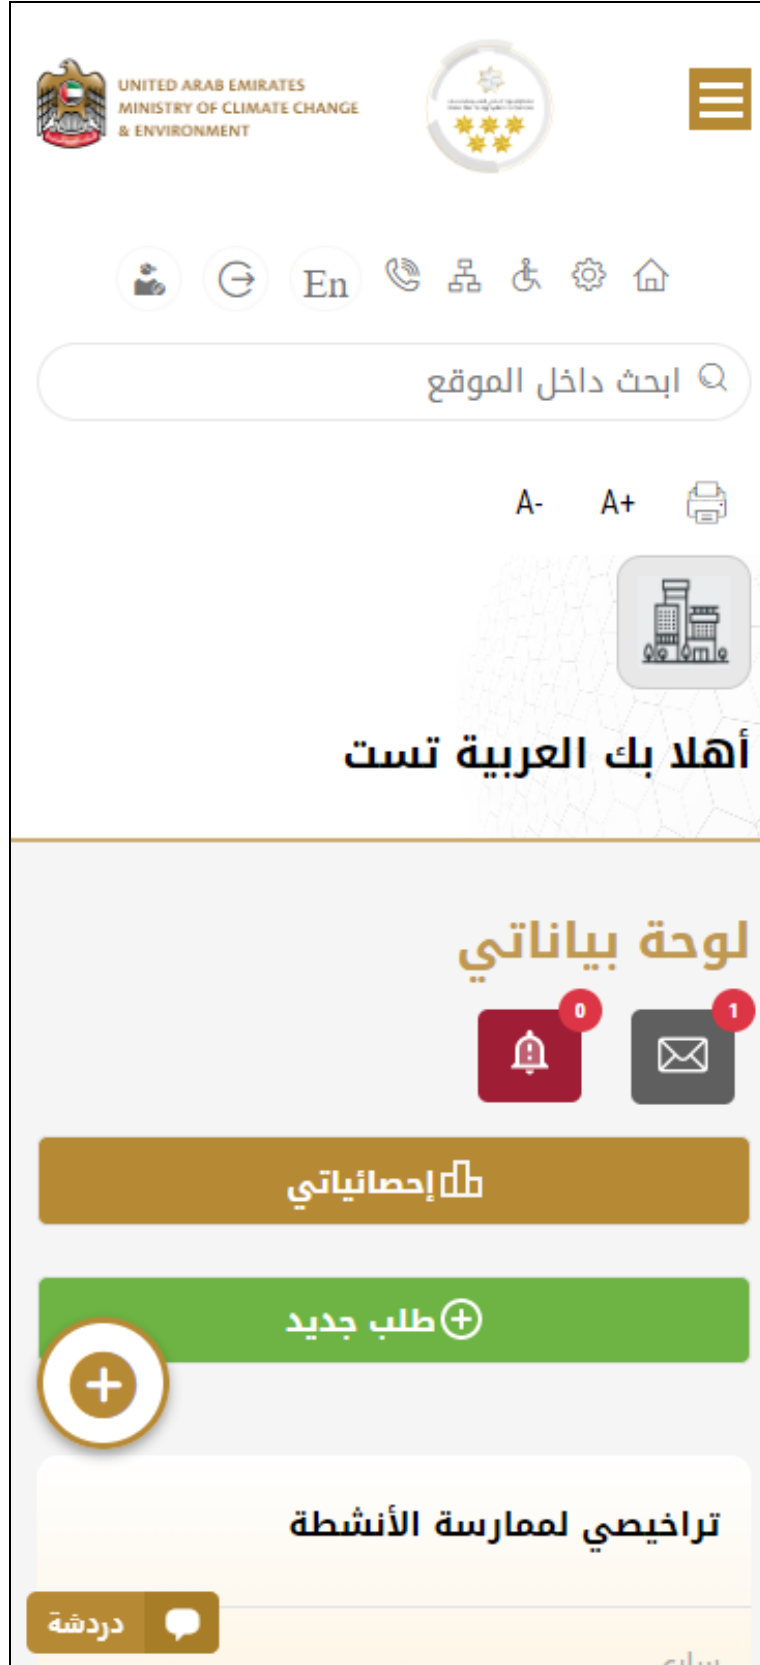 UNITED ARAB EMIRATES
MINISTRY OF CLIMATE CHANGE
& ENVIRONMENT
En
ابحث داخل الموقع
A- A+
أهلا بك العربية تست
لوحة بياناتي
0 1
إحصائياتي
طلب جديد
تراخيصي لممارسة الأنشطة
دردشة